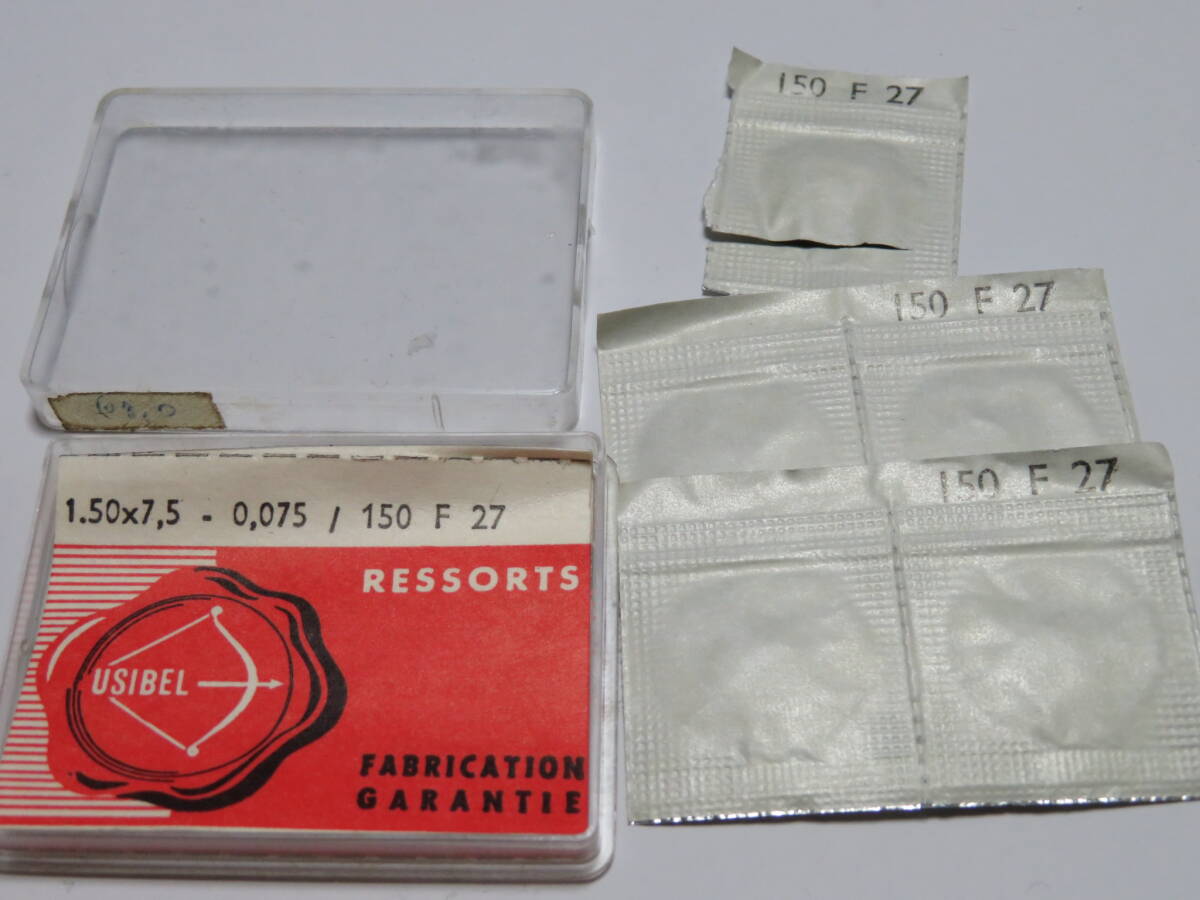 150 F 27
150 F 27
150 F 27
1.50x7,5 - 0,075 / 150 F 27
RESSORTS
USIBEL
FABRICATION
GARANTIE